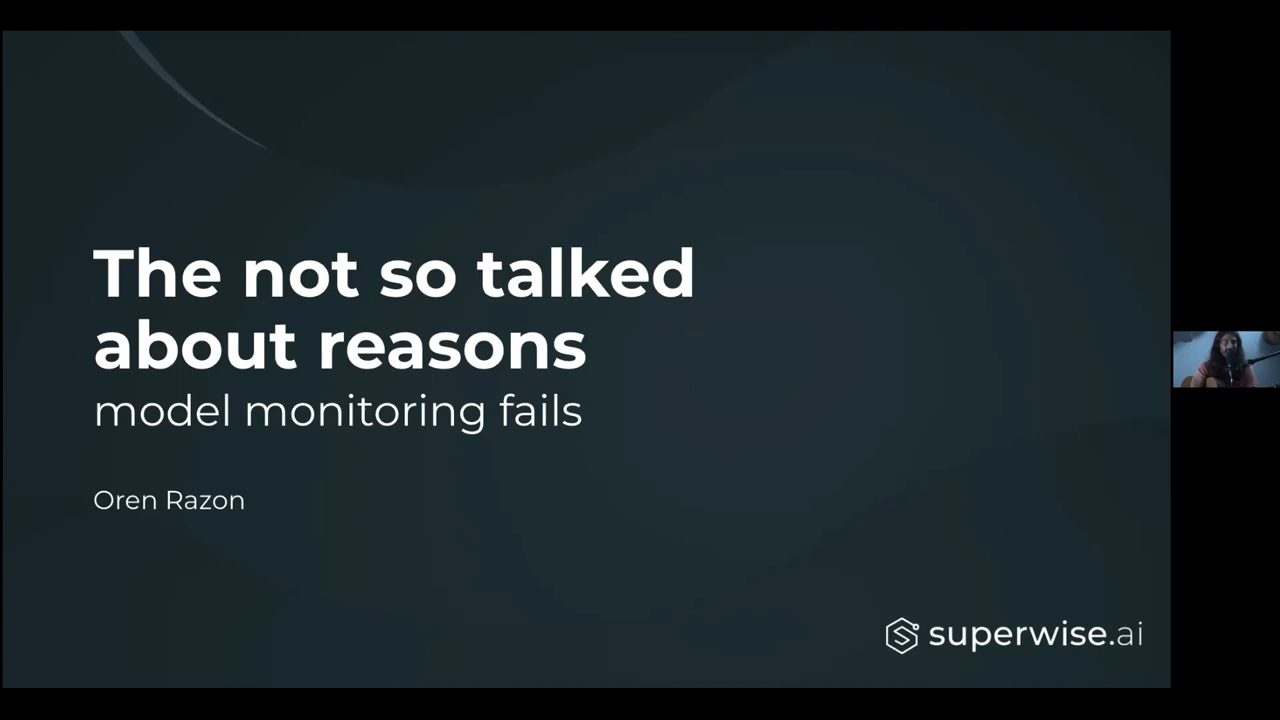 The not so talked
about reasons
model monitoring fails
Oren Razon
superwise.ai